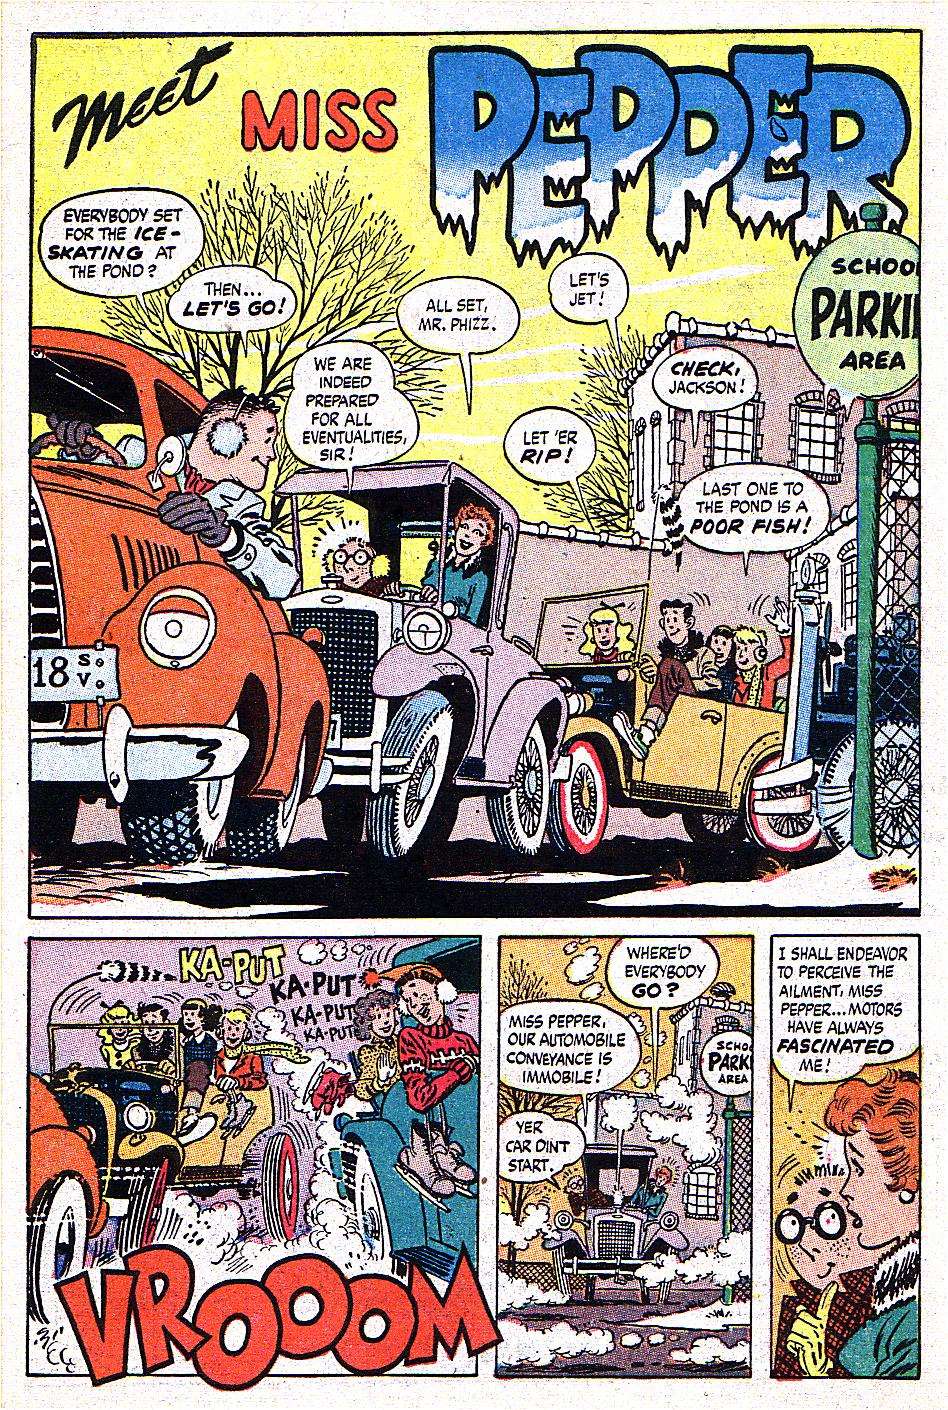 Meet
MISS
PEPPER
EVERYBODY SET
FOR THE ICE-
SKATING AT
THE POND?
THEN...
LET'S GO!
WE ARE
INDEED
PREPARED
FOR ALL
EVENTUALITIES,
SIR!
ALL SET,
MR. PHIZZ.
LET'S
JET!
LET 'ER
RIP!
CHECK,
JACKSON!
LAST ONE TO
THE POND IS A
POOR FISH!
SCHOO
PARKI
AREA
18 S.O.
V.
KA-PUT
KA-PUT
KA-PUT
KA-PUT
VROOOM
WHERE'D
EVERYBODY
GO?
MISS PEPPER,
OUR AUTOMOBILE
CONVEYANCE IS
IMMOBILE!
YER
CAR DINT
START.
SCHO
PARK
AREA
I SHALL ENDEAVOR
TO PERCEIVE THE
AILMENT, MISS
PEPPER...MOTORS
HAVE ALWAYS
FASCINATED
ME!